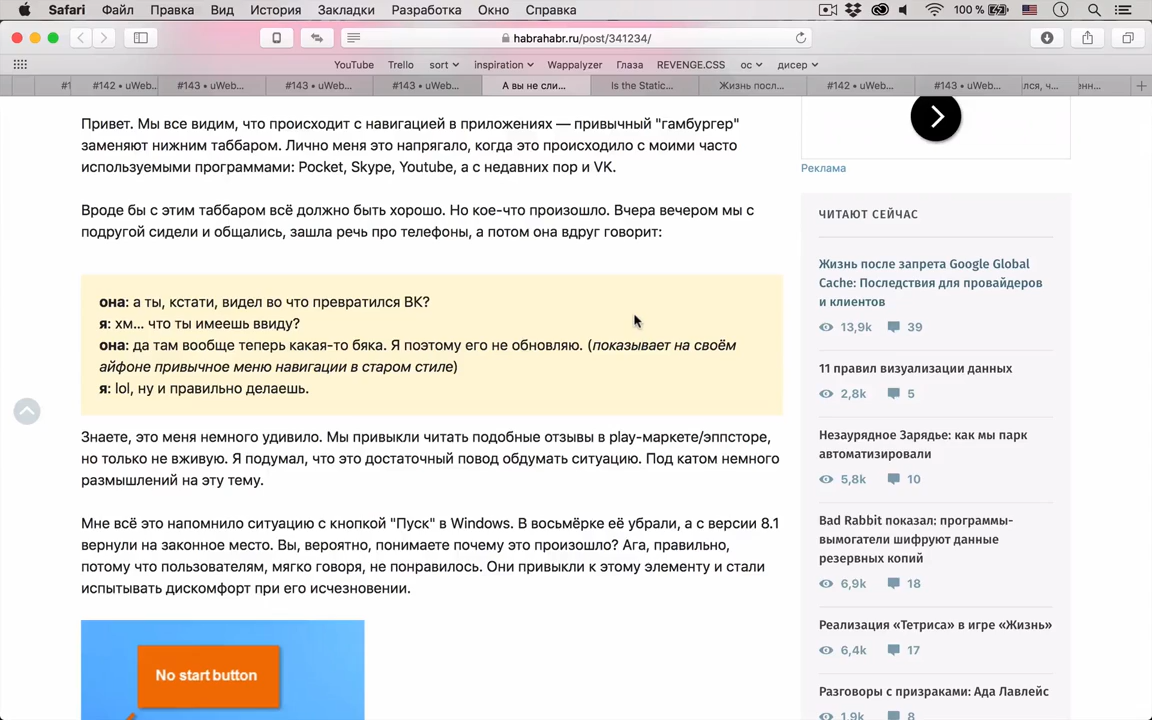 Safari Файл Правка Вид История Закладки Разработка Окно Справка 100 %
habrahabr.ru/post/341234/
YouTube Trello sort inspiration Wappalyzer Глаза REVENGE.CSS ос дисер
#1 #142 • uWeb... #143 • uWeb... #143 • uWeb... #143 • uWeb... А вы не сли... Is the Static... Жизнь посл... #142 • uWeb... #143 • uWeb... лся, ч... енн...
Привет. Мы все видим, что происходит с навигацией в приложениях — привычный "гамбургер"
заменяют нижним таббаром. Лично меня это напрягало, когда это происходило с моими часто
используемыми программами: Pocket, Skype, Youtube, а с недавних пор и VK.
Вроде бы с этим таббаром всё должно быть хорошо. Но кое-что произошло. Вчера вечером мы с
подругой сидели и общались, зашла речь про телефоны, а потом она вдруг говорит:
она: а ты, кстати, видел во что превратился ВК?
я: хм... что ты имеешь ввиду?
она: да там вообще теперь какая-то бяка. Я поэтому его не обновляю. (показывает на своём
айфоне привычное меню навигации в старом стиле)
я: lol, ну и правильно делаешь.
Знаете, это меня немного удивило. Мы привыкли читать подобные отзывы в play-маркете/эппсторе,
но только не вживую. Я подумал, что это достаточный повод обдумать ситуацию. Под катом немного
размышлений на эту тему.
Мне всё это напомнило ситуацию с кнопкой "Пуск" в Windows. В восьмёрке её убрали, а с версии 8.1
вернули на законное место. Вы, вероятно, понимаете почему это произошло? Ага, правильно,
потому что пользователям, мягко говоря, не понравилось. Они привыкли к этому элементу и стали
испытывать дискомфорт при его исчезновении.
No start button
Реклама
ЧИТАЮТ СЕЙЧАС
Жизнь после запрета Google Global
Cache: Последствия для провайдеров
и клиентов
13,9k 39
11 правил визуализации данных
2,8k 5
Незаурядное Зарядье: как мы парк
автоматизировали
5,8k 10
Bad Rabbit показал: программы-
вымогатели шифруют данные
резервных копий
6,9k 18
Реализация «Тетриса» в игре «Жизнь»
6,4k 17
Разговоры с призраками: Ада Лавлейс
1,9k 8